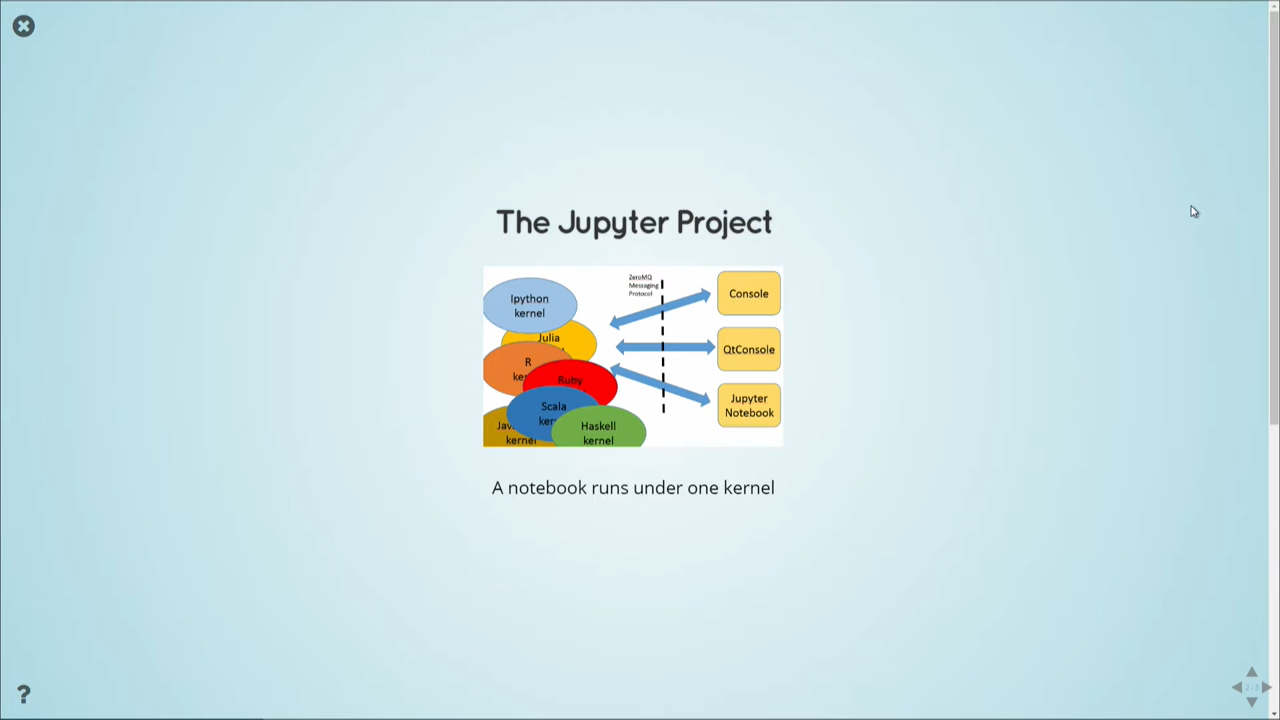 The Jupyter Project
ZeroMQ
Messaging
Protocol
Ipython
kernel
Julia
R
Ruby
Scala
Haskell
kernel
kernel
Console
QtConsole
Jupyter
Notebook
A notebook runs under one kernel
?